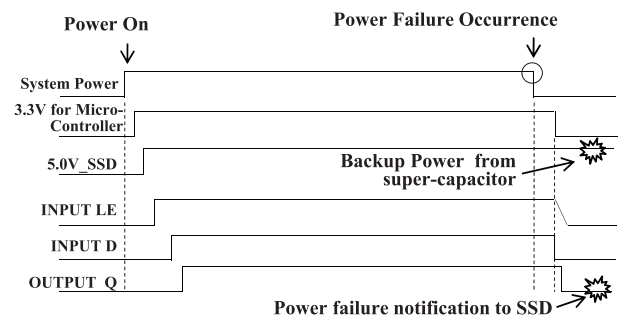 Power On
Power Failure Occurrence
System Power
3.3V for Micro-
Controller
5.0V_SSD
Backup Power from
super-capacitor
INPUT LE
INPUT D
OUTPUT Q
Power failure notification to SSD